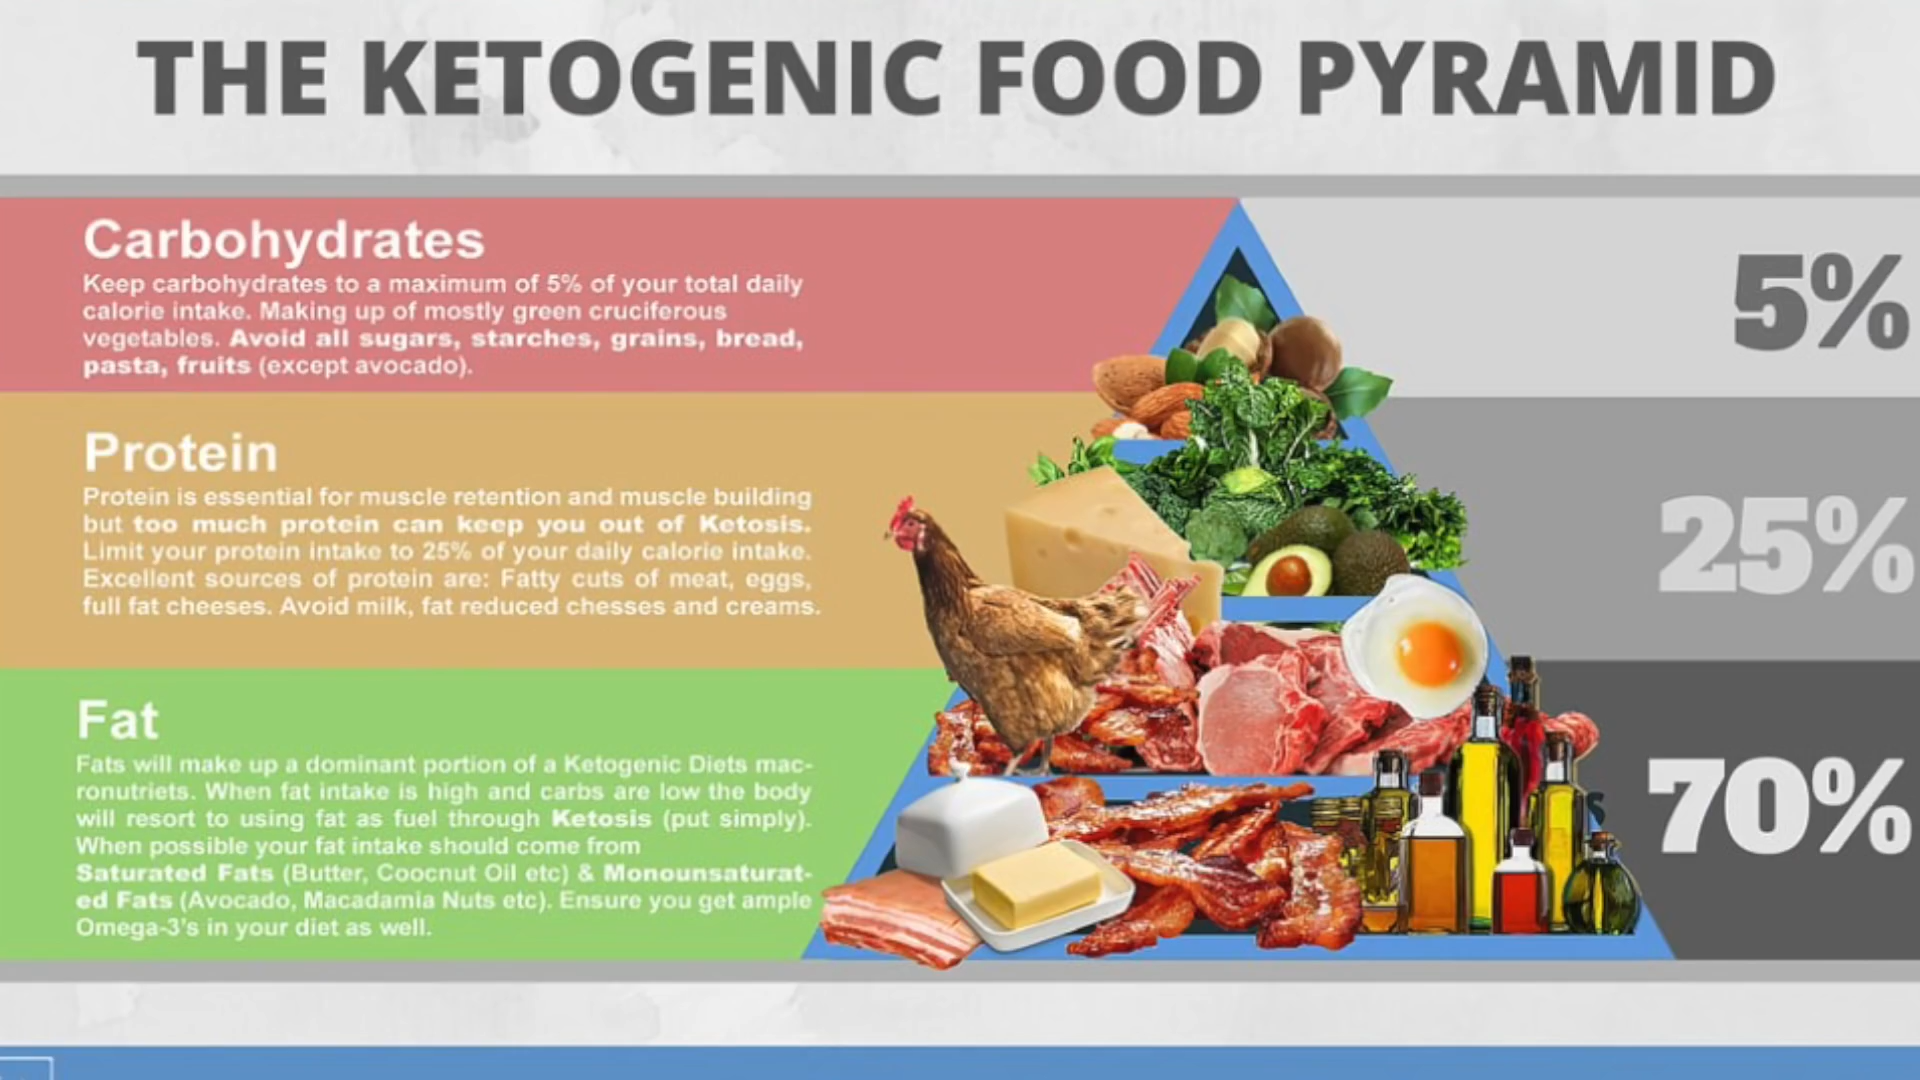 THE KETOGENIC FOOD PYRAMID
Carbohydrates
Keep carbohydrates to a maximum of 5% of your total daily
calorie intake. Making up of mostly green cruciferous
vegetables. Avoid all sugars, starches, grains, bread,
pasta, fruits (except avocado).
5%
Protein
Protein is essential for muscle retention and muscle building
but too much protein can keep you out of Ketosis.
Limit your protein intake to 25% of your daily calorie intake.
Excellent sources of protein are: Fatty cuts of meat, eggs,
full fat cheeses. Avoid milk, fat reduced chesses and creams.
25%
Fat
Fats will make up a dominant portion of a Ketogenic Diets mac-
ronutriets. When fat intake is high and carbs are low the body
will resort to using fat as fuel through Ketosis (put simply).
When possible your fat intake should come from
Saturated Fats (Butter, Coocnut Oil etc) & Monounsaturat-
ed Fats (Avocado, Macadamia Nuts etc). Ensure you get ample
Omega-3's in your diet as well.
70%